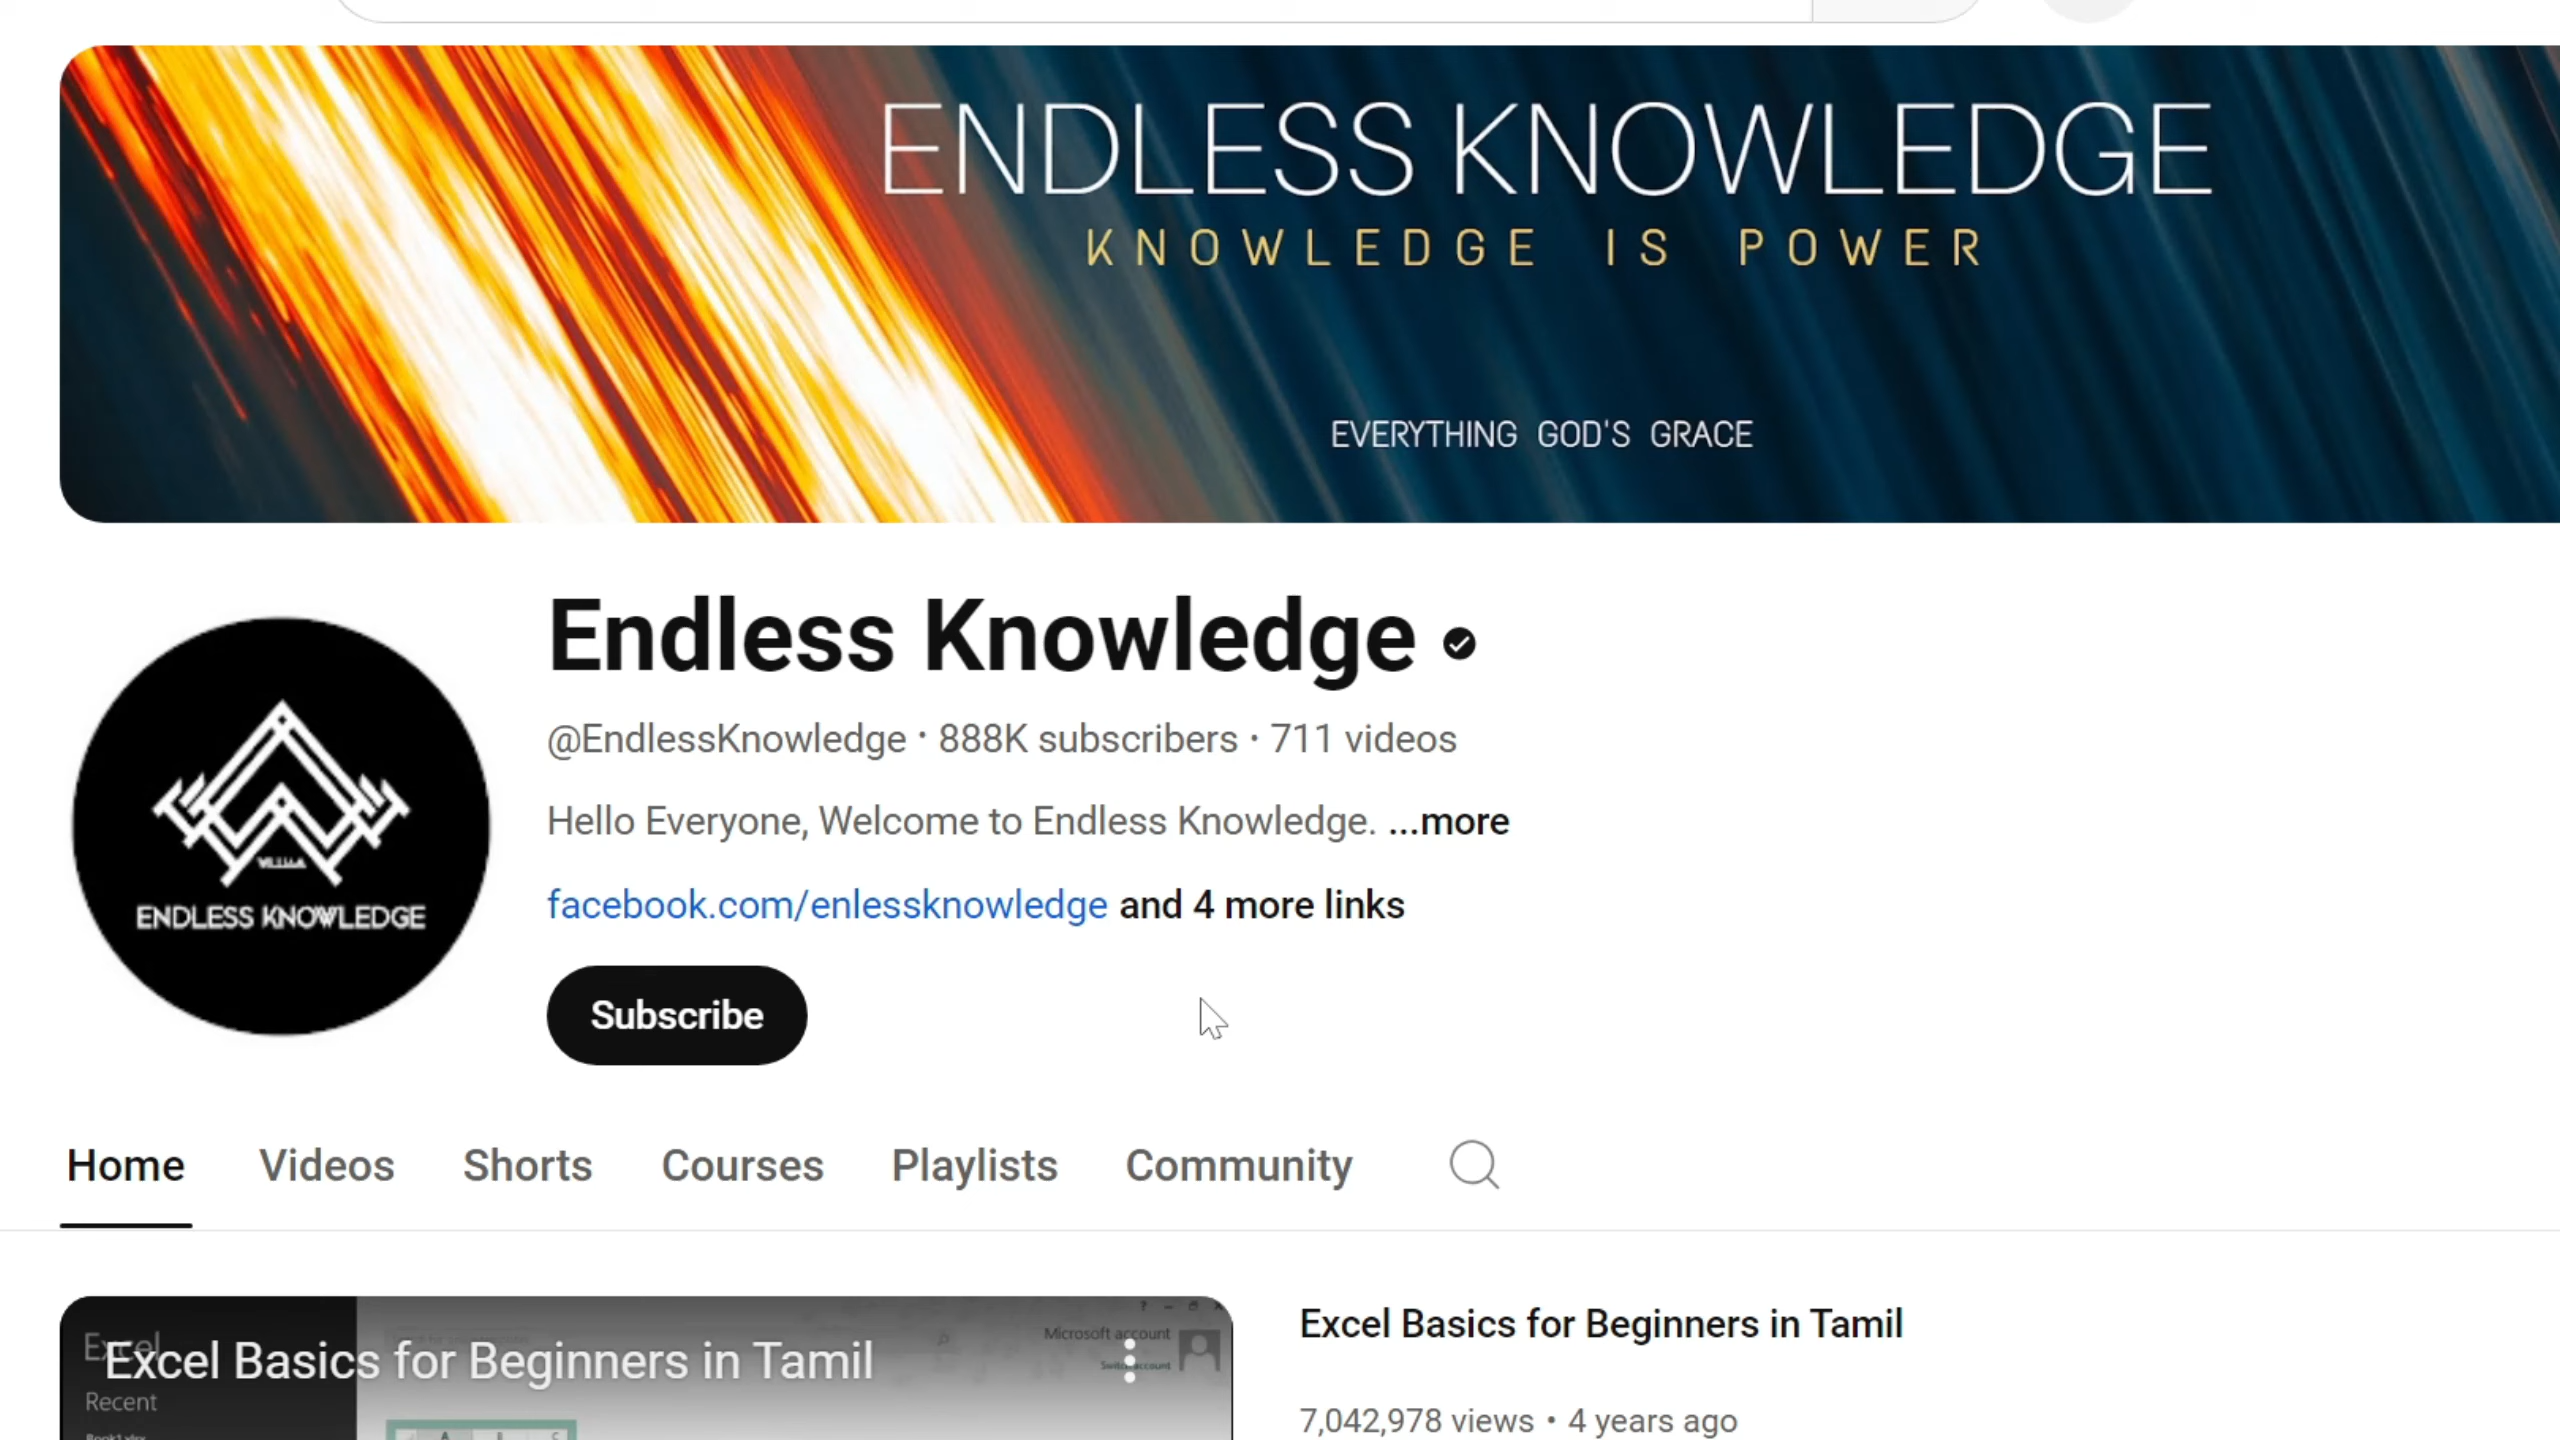 ENDLESS KNOWLEDGE
KNOWLEDGE IS POWER
EVERYTHING GOD'S GRACE
ENDLESS KNOWLEDGE
Endless Knowledge
@EndlessKnowledge • 888K subscribers • 711 videos
Hello Everyone, Welcome to Endless Knowledge. ...more
facebook.com/enlessknowledge and 4 more links
Subscribe
Home Videos Shorts Courses Playlists Community
Excel
Excel Basics for Beginners in Tamil
Microsoft account
Switch account
Recent
Excel Basics for Beginners in Tamil
7,042,978 views • 4 years ago